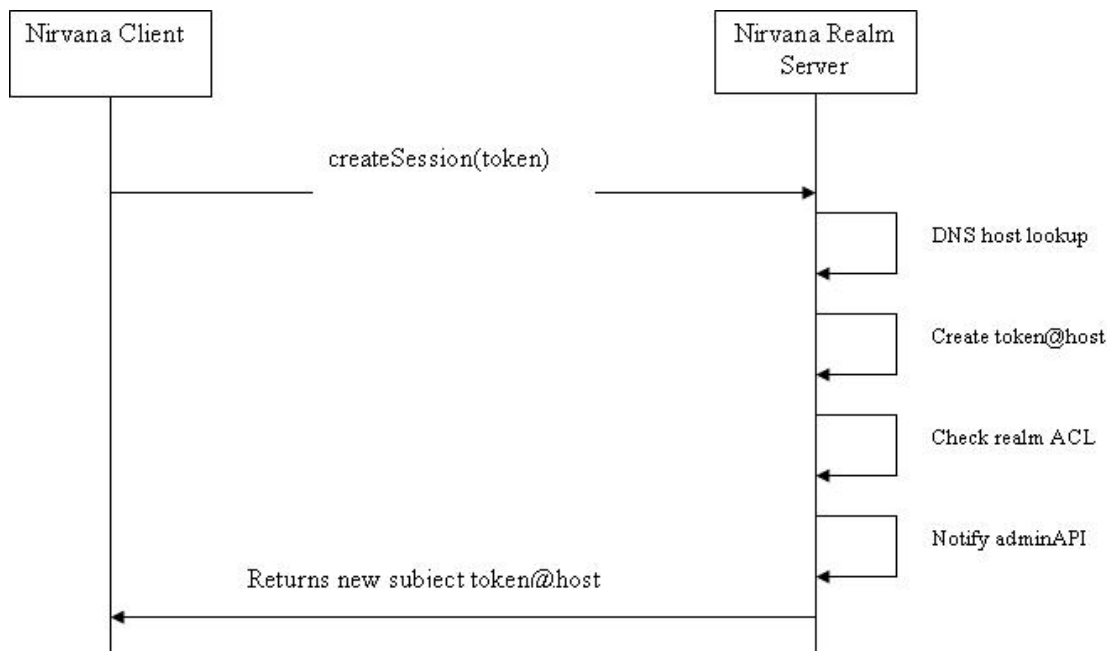 Nirvana Client
Nirvana Realm
Server
createSession(token)
DNS host lookup
Create token@host
Check realm ACL
Notify adminAPI
Returns new subject token@host